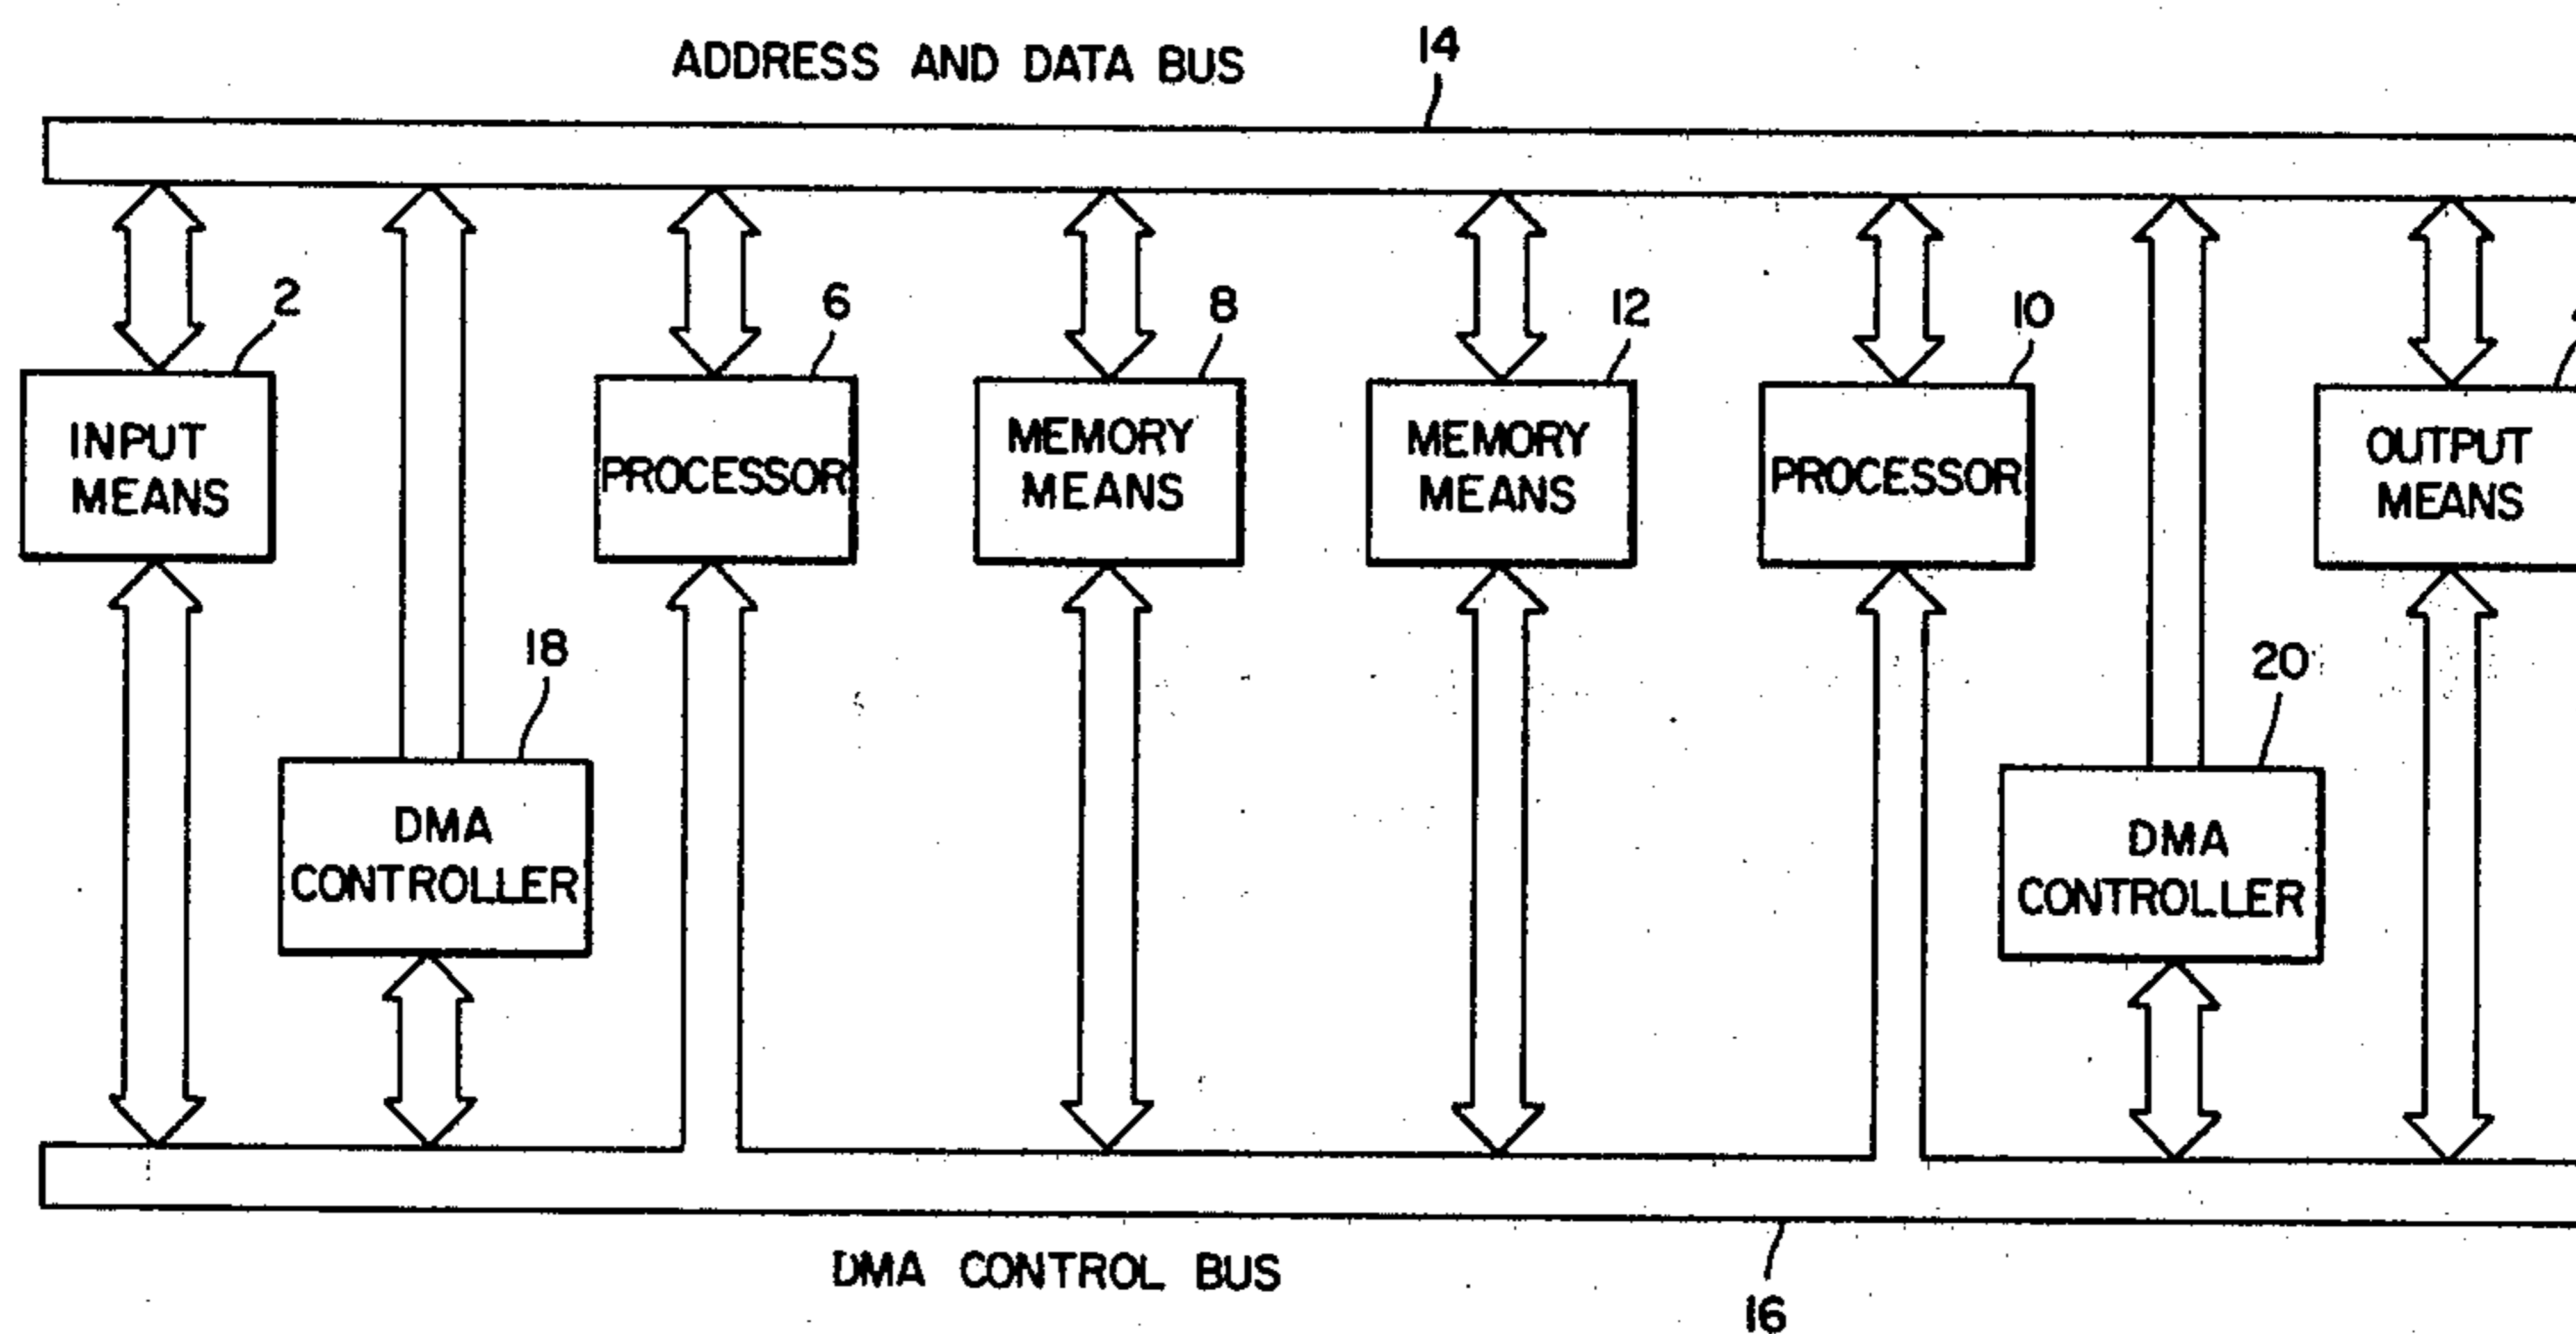 ADDRESS AND DATA BUS
14
2
6
8
12
10
INPUT
MEANS
PROCESSOR
MEMORY
MEANS
MEMORY
MEANS
PROCESSOR
OUTPUT
MEANS
18
20
DMA
CONTROLLER
DMA
CONTROLLER
DMA CONTROL BUS
16